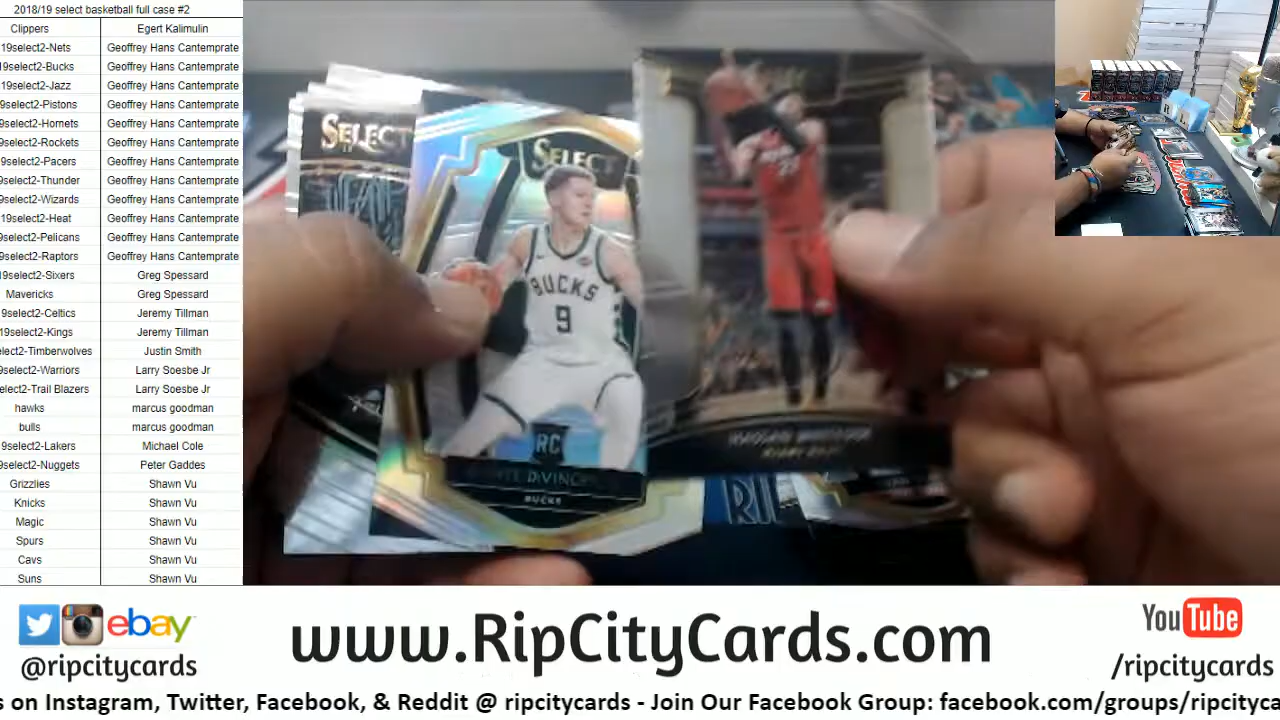 2018/19 select basketball full case #2
Clippers Egert Kalimulin
19select2-Nets Geoffrey Hans Cantemprate
19select2-Bucks Geoffrey Hans Cantemprate
19select2-Jazz Geoffrey Hans Cantemprate
9select2-Pistons Geoffrey Hans Cantemprate
9select2-Hornets Geoffrey Hans Cantemprate
9select2-Rockets Geoffrey Hans Cantemprate
9select2-Pacers Geoffrey Hans Cantemprate
9select2-Thunder Geoffrey Hans Cantemprate
9select2-Wizards Geoffrey Hans Cantemprate
19select2-Heat Geoffrey Hans Cantemprate
9select2-Pelicans Geoffrey Hans Cantemprate
9select2-Raptors Geoffrey Hans Cantemprate
9select2-Sixers Greg Spessard
Mavericks Greg Spessard
9select2-Celtics Jeremy Tillman
19select2-Kings Jeremy Tillman
elect2-Timberwolves Justin Smith
9select2-Warriors Larry Soesbe Jr
elect2-Trail Blazers Larry Soesbe Jr
hawks marcus goodman
bulls marcus goodman
9select2-Lakers Michael Cole
9select2-Nuggets Peter Gaddes
Grizzlies Shawn Vu
Knicks Shawn Vu
Magic Shawn Vu
Spurs Shawn Vu
Cavs Shawn Vu
Suns Shawn Vu
SELECT
SELECT
BUCKS
9
RC
DIVINC
BUCKS
RI
ebay
@ripcitycards
www.RipCityCards.com
YouTube
/ripcitycards
s on Instagram, Twitter, Facebook, & Reddit @ ripcitycards - Join Our Facebook Group: facebook.com/groups/ripcityca